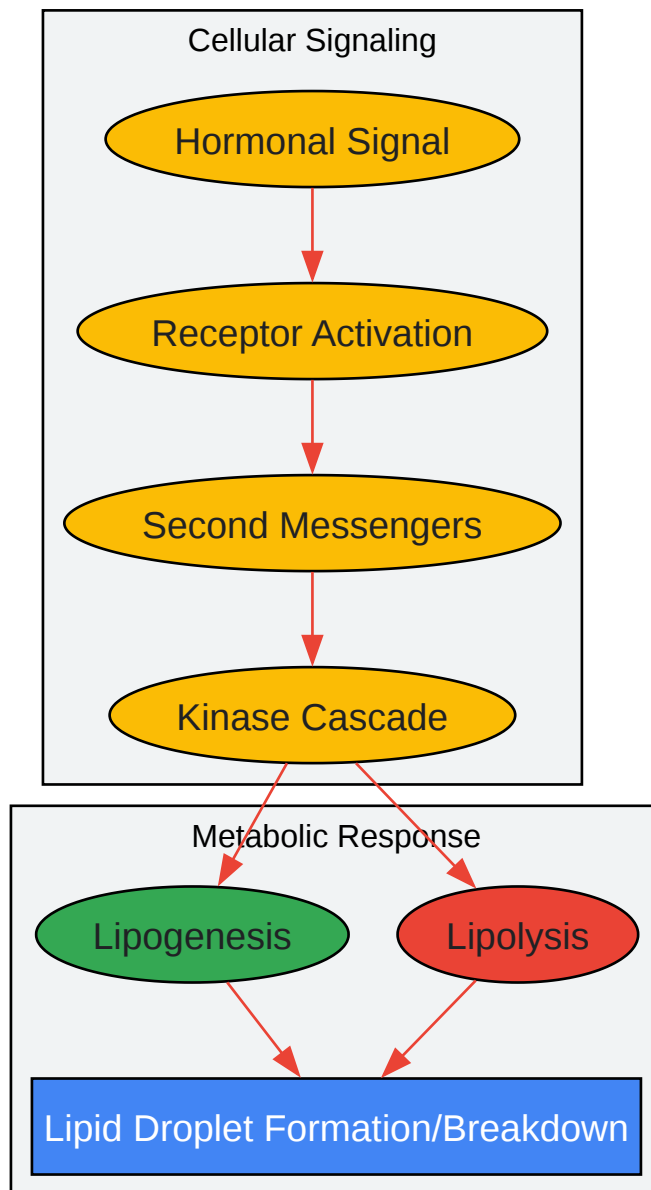 Cellular Signaling
Hormonal Signal
Receptor Activation
Second Messengers
Kinase Cascade
Metabolic Response
Lipogenesis
Lipolysis
Lipid Droplet Formation/Breakdown